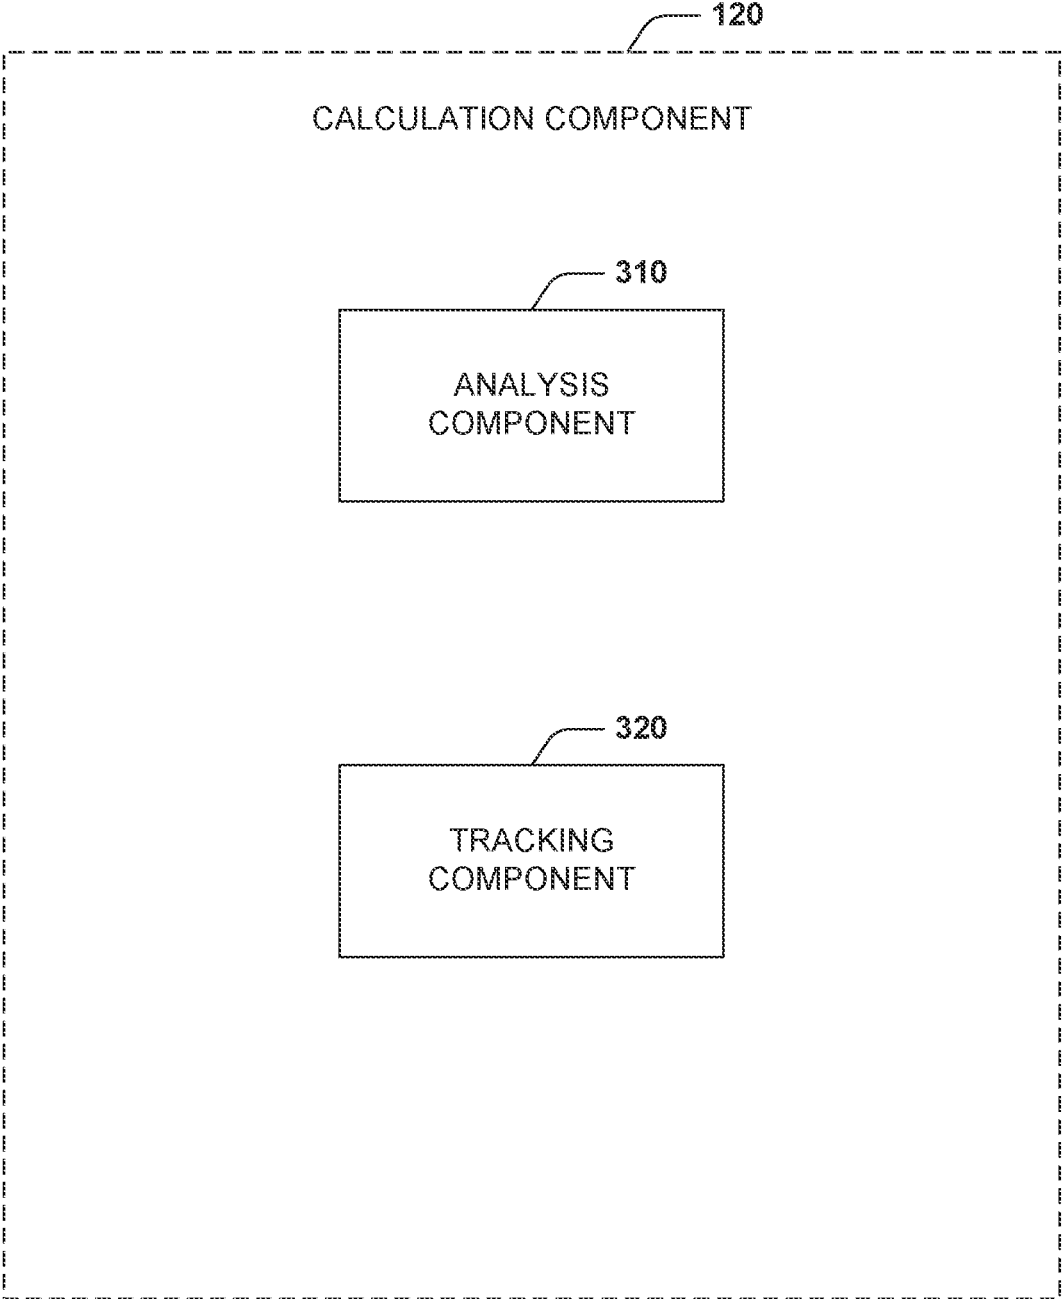 120
CALCULATION COMPONENT
310
ANALYSIS
COMPONENT
320
TRACKING
COMPONENT